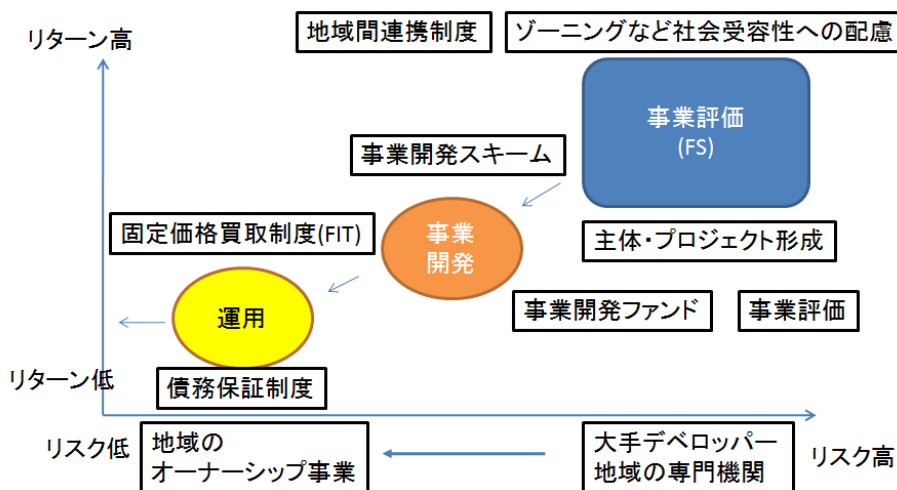 リターン高
地域間連携制度
ゾーニングなど社会受容性への配慮
事業評価
(FS)
事業開発スキーム
固定価格買取制度(FIT)
事業
開発
主体・プロジェクト形成
運用
事業開発ファンド
事業評価
リターン低
債務保証制度
リスク低
地域の
オーナーシップ事業
大手デベロッパー
地域の専門機関
リスク高